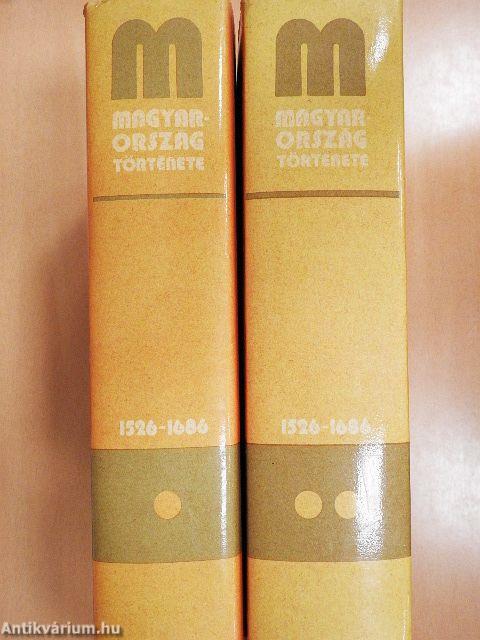 m
MAGYAR-
ORSZÁG
TÖRTÉNETE
1526-1686
m
MAGYAR-
ORSZÁG
TÖRTÉNETE
1526-1686
Antikvárium.hu